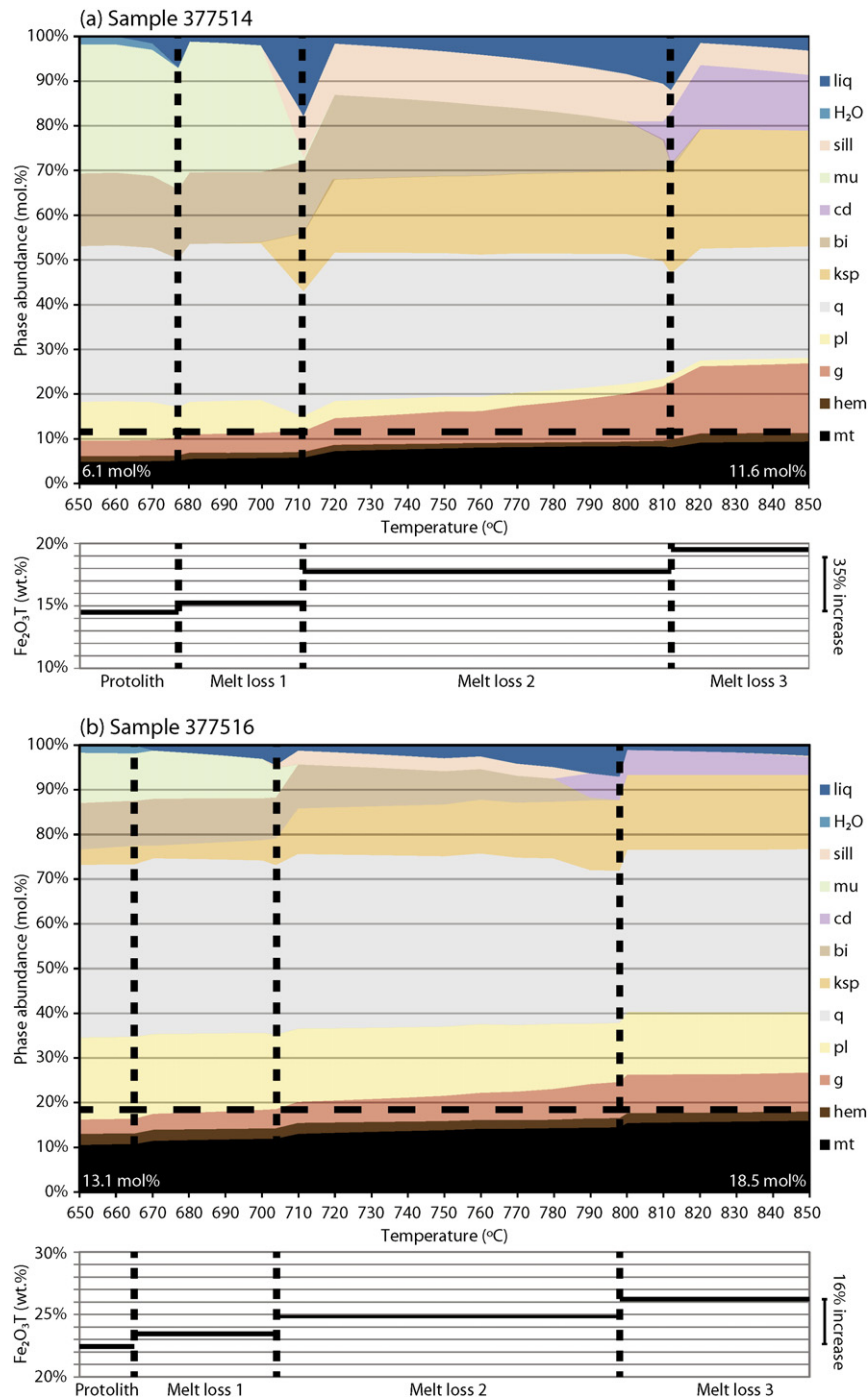 (a) Sample 377514
100%
90%
80%
70%
60%
50%
40%
30%
20%
10%
0%
Phase abundance (mol.%)
liq
H₂O
sill
mu
cd
bi
ksp
q
pl
g
hem
mt
6.1 mol%
11.6 mol%
650 660 670 680 690 700 710 720 730 740 750 760 770 780 790 800 810 820 830 840 850
Temperature (ºC)
20%
15%
10%
Fe₂O₃T (wt.%)
35% increase
Protolith Melt loss 1 Melt loss 2 Melt loss 3
(b) Sample 377516
100%
90%
80%
70%
60%
50%
40%
30%
20%
10%
0%
Phase abundance (mol.%)
liq
H₂O
sill
mu
cd
bi
ksp
q
pl
g
hem
mt
13.1 mol%
18.5 mol%
650 660 670 680 690 700 710 720 730 740 750 760 770 780 790 800 810 820 830 840 850
Temperature (ºC)
30%
25%
20%
Fe₂O₃T (wt.%)
16% increase
Protolith Melt loss 1 Melt loss 2 Melt loss 3